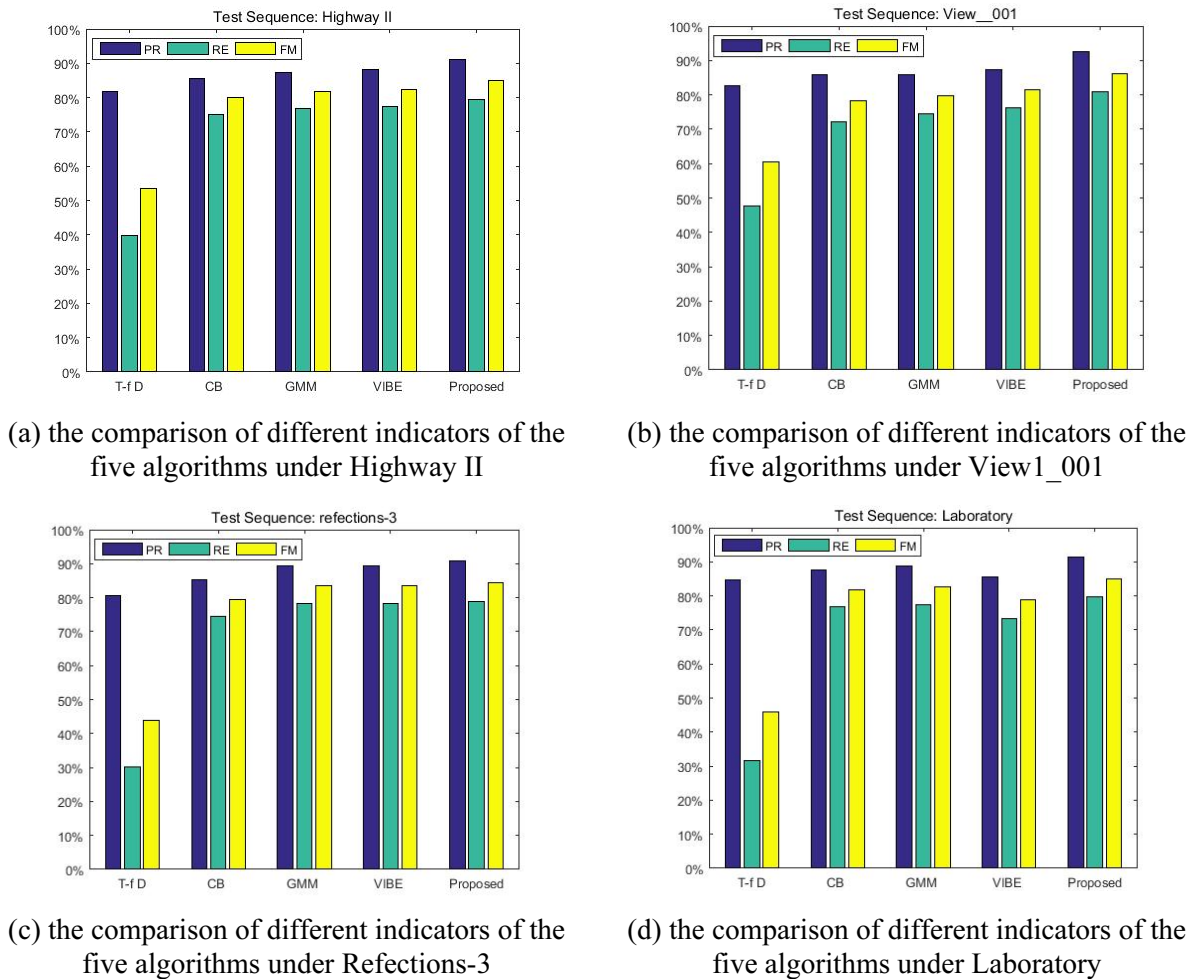 Test Sequence: Highway II
100%
90%
80%
70%
60%
50%
40%
30%
20%
10%
0%
PR RE FM
T-f D CB GMM VIBE Proposed
(a) the comparison of different indicators of the
five algorithms under Highway II
Test Sequence: View__001
100%
90%
80%
70%
60%
50%
40%
30%
20%
10%
0%
PR RE FM
T-f D CB GMM VIBE Proposed
(b) the comparison of different indicators of the
five algorithms under View1_001
Test Sequence: refections-3
100%
90%
80%
70%
60%
50%
40%
30%
20%
10%
0%
PR RE FM
T-f D CB GMM VIBE Proposed
(c) the comparison of different indicators of the
five algorithms under Refections-3
Test Sequence: Laboratory
100%
90%
80%
70%
60%
50%
40%
30%
20%
10%
0%
PR RE FM
T-f D CB GMM VIBE Proposed
(d) the comparison of different indicators of the
five algorithms under Laboratory